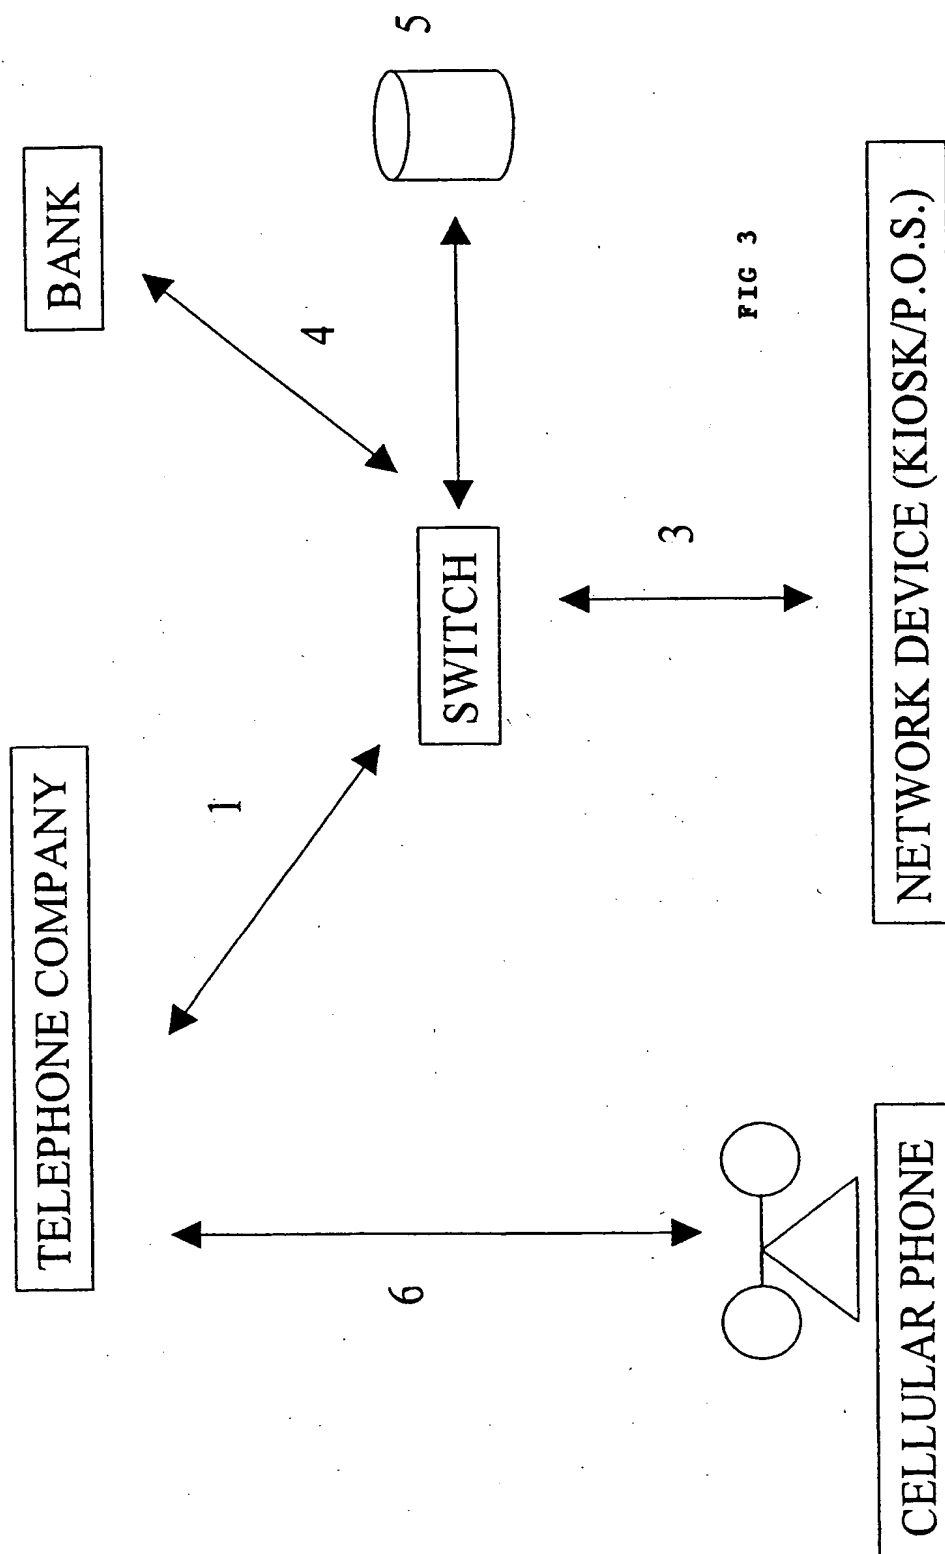 TELEPHONE COMPANY
BANK
1
4
5
6
SWITCH
3
FIG 3
CELLULAR PHONE
NETWORK DEVICE (KIOSK/P.O.S.)